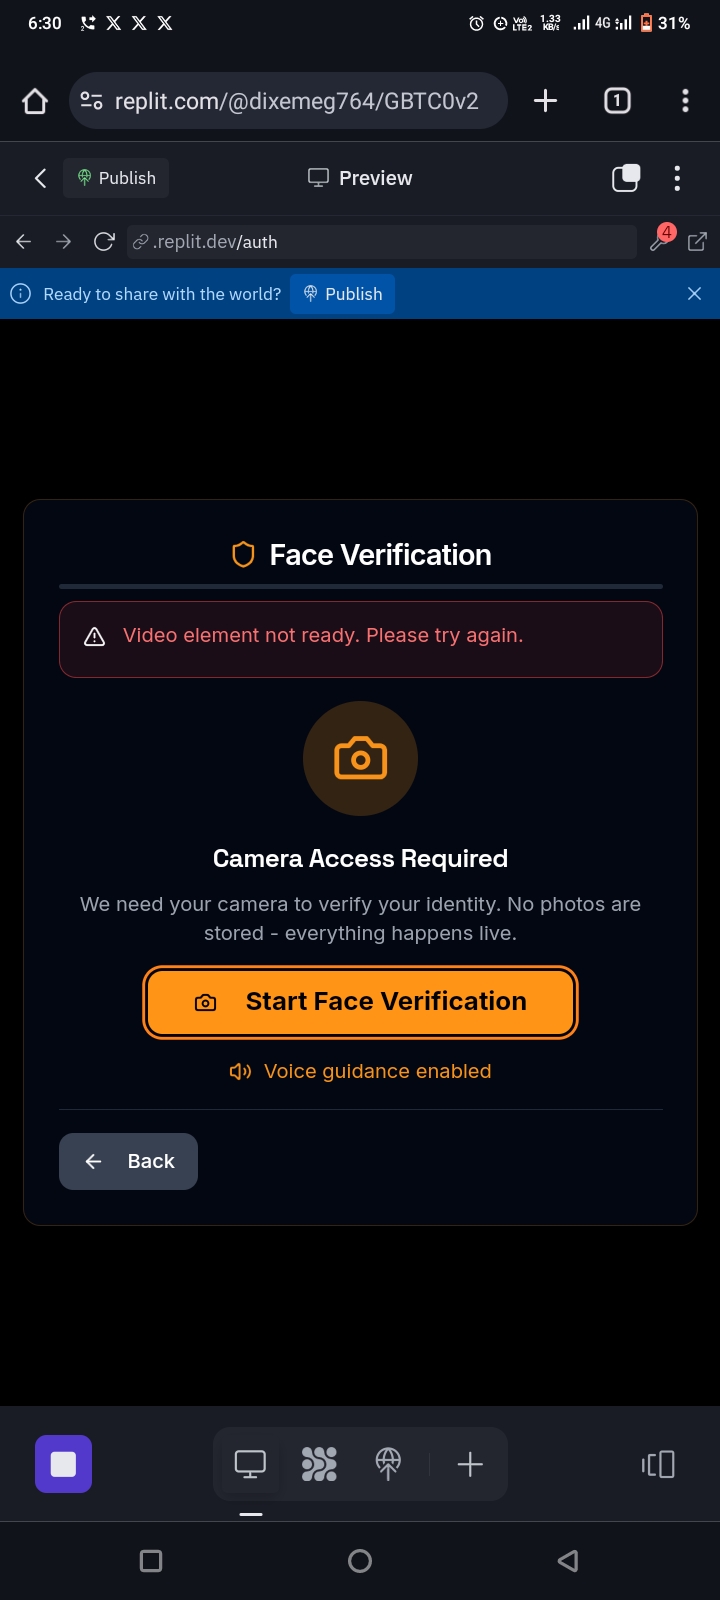 6:30
Vo) LTE2
1.33 KB/s
4G
31%
replit.com/@dixemeg764/GBTC0v2
1
Publish
Preview
.replit.dev/auth
4
Ready to share with the world?
Publish
Face Verification
Video element not ready. Please try again.
Camera Access Required
We need your camera to verify your identity. No photos are
stored - everything happens live.
Start Face Verification
Voice guidance enabled
Back